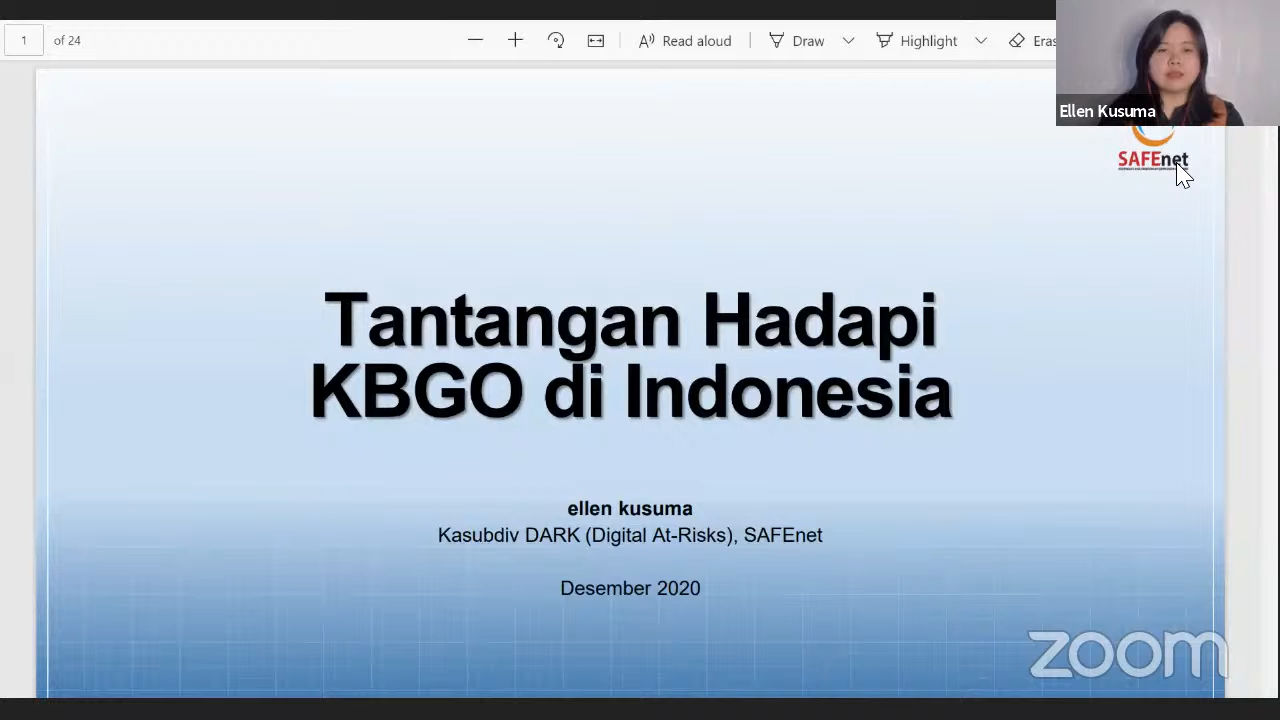 1 of 24
Read aloud
Draw
Highlight
Ellen Kusuma
SAFEnet
Tantangan Hadapi
KBGO di Indonesia
ellen kusuma
Kasubdiv DARK (Digital At-Risks), SAFEnet
Desember 2020
zoom